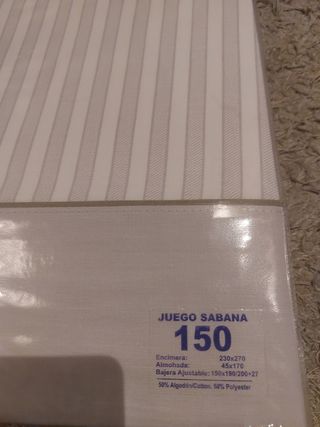 JUEGO SABANA
150
Encimera: 230x270
Almohada: 45x170
Bajera Ajustable: 150x190/200+27
50% Algodón/Cotton. 50% Polyester